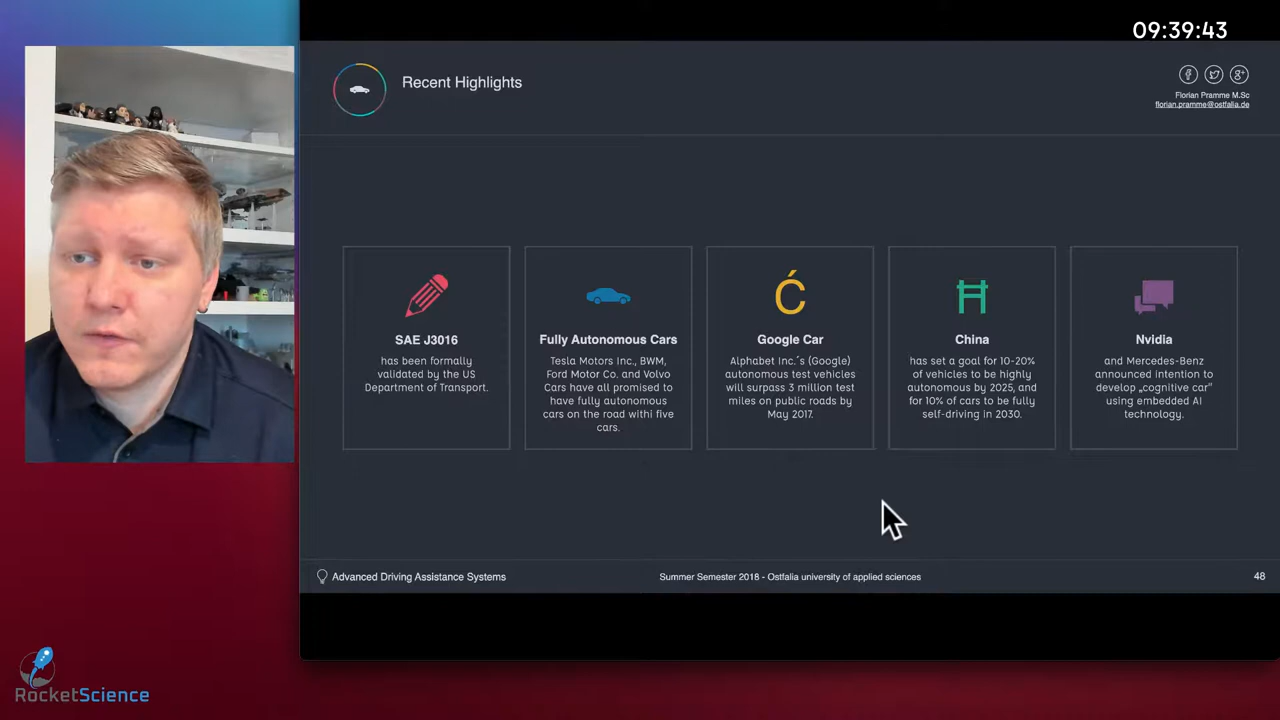 09:39:43
Recent Highlights
Florian Pramme M.Sc
florian.pramme@ostfalia.de
SAE J3016
has been formally
validated by the US
Department of Transport.
Fully Autonomous Cars
Tesla Motors Inc., BWM,
Ford Motor Co. and Volvo
Cars have all promised to
have fully autonomous
cars on the road withi five
cars.
Ć
Google Car
Alphabet Inc.´s (Google)
autonomous test vehicles
will surpass 3 million test
miles on public roads by
May 2017.
China
has set a goal for 10-20%
of vehicles to be highly
autonomous by 2025, and
for 10% of cars to be fully
self-driving in 2030.
Nvidia
and Mercedes-Benz
announced intention to
develop „cognitive car“
using embedded AI
technology.
Advanced Driving Assistance Systems
Summer Semester 2018 - Ostfalia university of applied sciences
48
RocketScience